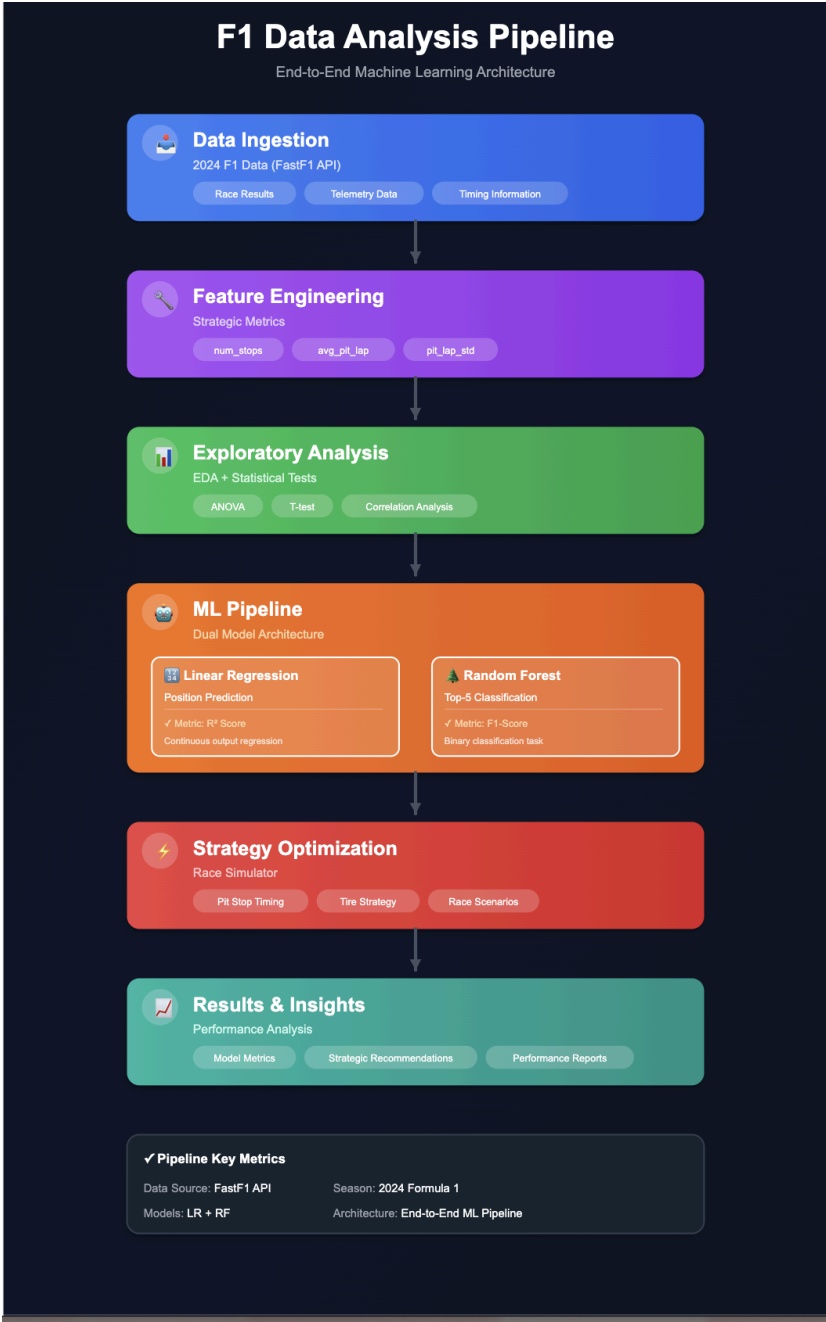 F1 Data Analysis Pipeline
End-to-End Machine Learning Architecture
Data Ingestion
2024 F1 Data (FastF1 API)
Race Results Telemetry Data Timing Information
Feature Engineering
Strategic Metrics
num_stops avg_pit_lap pit_lap_std
Exploratory Analysis
EDA + Statistical Tests
ANOVA T-test Correlation Analysis
ML Pipeline
Dual Model Architecture
🔢 Linear Regression
Position Prediction
✓ Metric: R² Score
Continuous output regression
🌲 Random Forest
Top-5 Classification
✓ Metric: F1-Score
Binary classification task
Strategy Optimization
Race Simulator
Pit Stop Timing Tire Strategy Race Scenarios
Results & Insights
Performance Analysis
Model Metrics Strategic Recommendations Performance Reports
✓ Pipeline Key Metrics
Data Source: FastF1 API Season: 2024 Formula 1
Models: LR + RF Architecture: End-to-End ML Pipeline